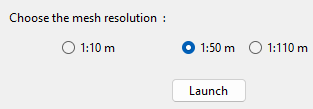 Choose the mesh resolution :
1:10 m 1:50 m 1:110 m
Launch